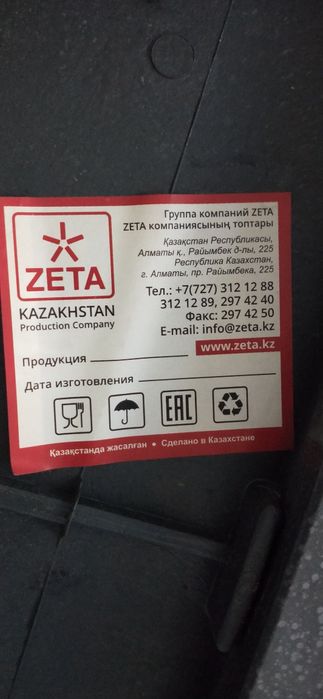 Группа компаний ZETA
ZETA компаниясының топтары
Қазақстан Республикасы,
Алматы қ., Райымбек д-лы, 225
Республика Казахстан,
г. Алматы, пр. Райымбека, 225
ZETA
KAZAKHSTAN
Production Company
Тел.: +7(727) 312 12 88
312 12 89, 297 42 40
Факс: 297 42 50
E-mail: info@zeta.kz
www.zeta.kz
Продукция
Дата изготовления
EAC
Қазақстанда жасалған • Сделано в Казахстане